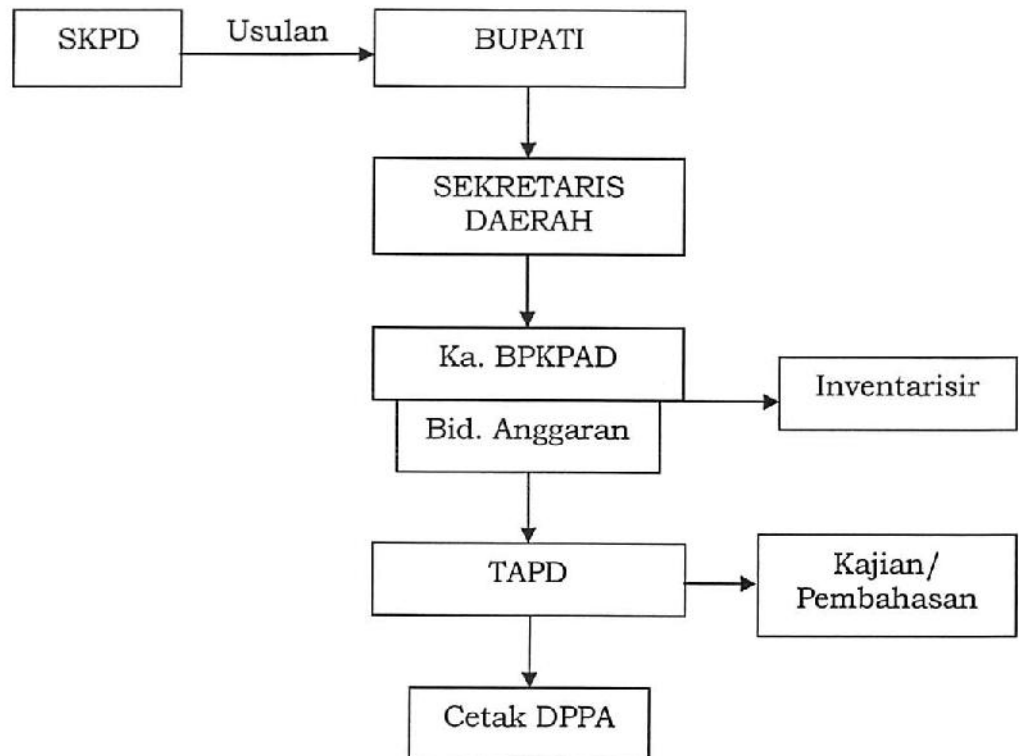 SKPD
Usulan
BUPATI
SEKRETARIS
DAERAH
Ka. BPKPAD
Inventarisir
Bid. Anggaran
TAPD
Kajian/
Pembahasan
Cetak DPPA